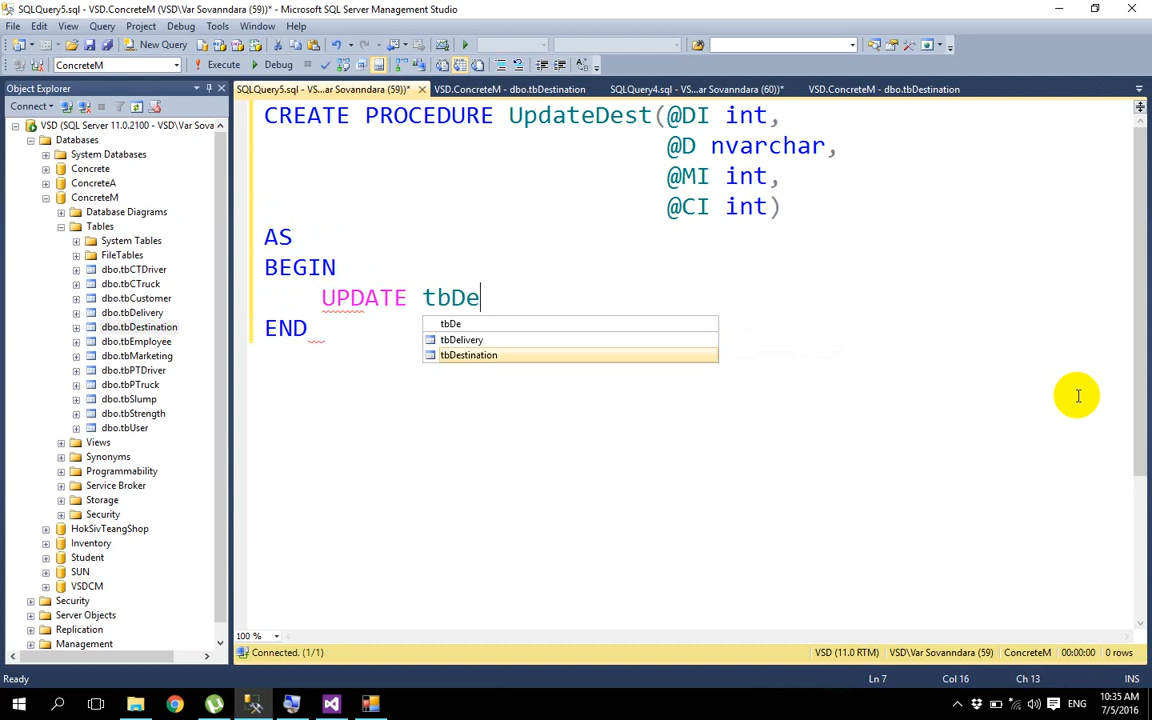 SQLQuery5.sql - VSD.ConcreteM (VSD\Var Sovanndara (59))* - Microsoft SQL Server Management Studio
File Edit View Query Project Debug Tools Window Help
New Query
ConcreteM Execute Debug
Object Explorer
Connect
VSD (SQL Server 11.0.2100 - VSD\Var Sova
Databases
System Databases
Concrete
ConcreteA
ConcreteM
Database Diagrams
Tables
System Tables
FileTables
dbo.tbCTDriver
dbo.tbCTruck
dbo.tbCustomer
dbo.tbDelivery
dbo.tbDestination
dbo.tbEmployee
dbo.tbMarketing
dbo.tbPTDriver
dbo.tbPTruck
dbo.tbSlump
dbo.tbStrength
dbo.tbUser
Views
Synonyms
Programmability
Service Broker
Storage
Security
HokSivTeangShop
Inventory
Student
SUN
VSDCM
Security
Server Objects
Replication
Management
SQLQuery5.sql - VS...ar Sovanndara (59))* VSD.ConcreteM - dbo.tbDestination SQLQuery4.sql - VS...ar Sovanndara (60))* VSD.ConcreteM - dbo.tbDestination
CREATE PROCEDURE UpdateDest(@DI int,
@D nvarchar,
@MI int,
@CI int)
AS
BEGIN
UPDATE tbDe
END
tbDe
tbDelivery
tbDestination
100 %
Connected. (1/1) VSD (11.0 RTM) VSD\Var Sovanndara (59) ConcreteM 00:00:00 0 rows
Ready Ln 7 Col 16 Ch 13 INS
ENG 10:35 AM
7/5/2016